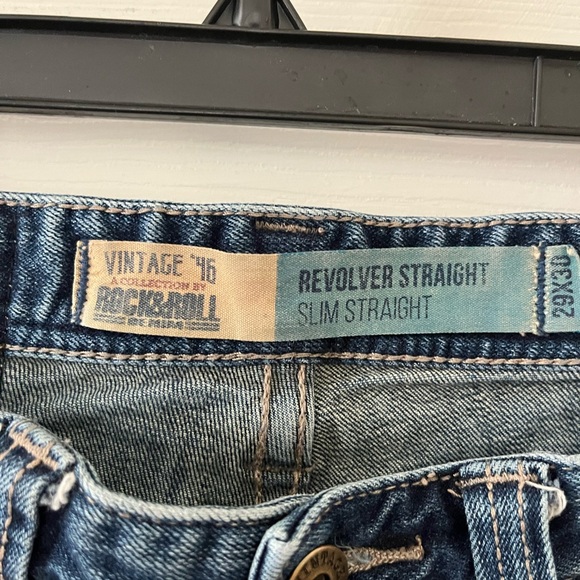 VINTAGE '46
A COLLECTION BY
ROCK&ROLL
DENIM
REVOLVER STRAIGHT
SLIM STRAIGHT
29X30